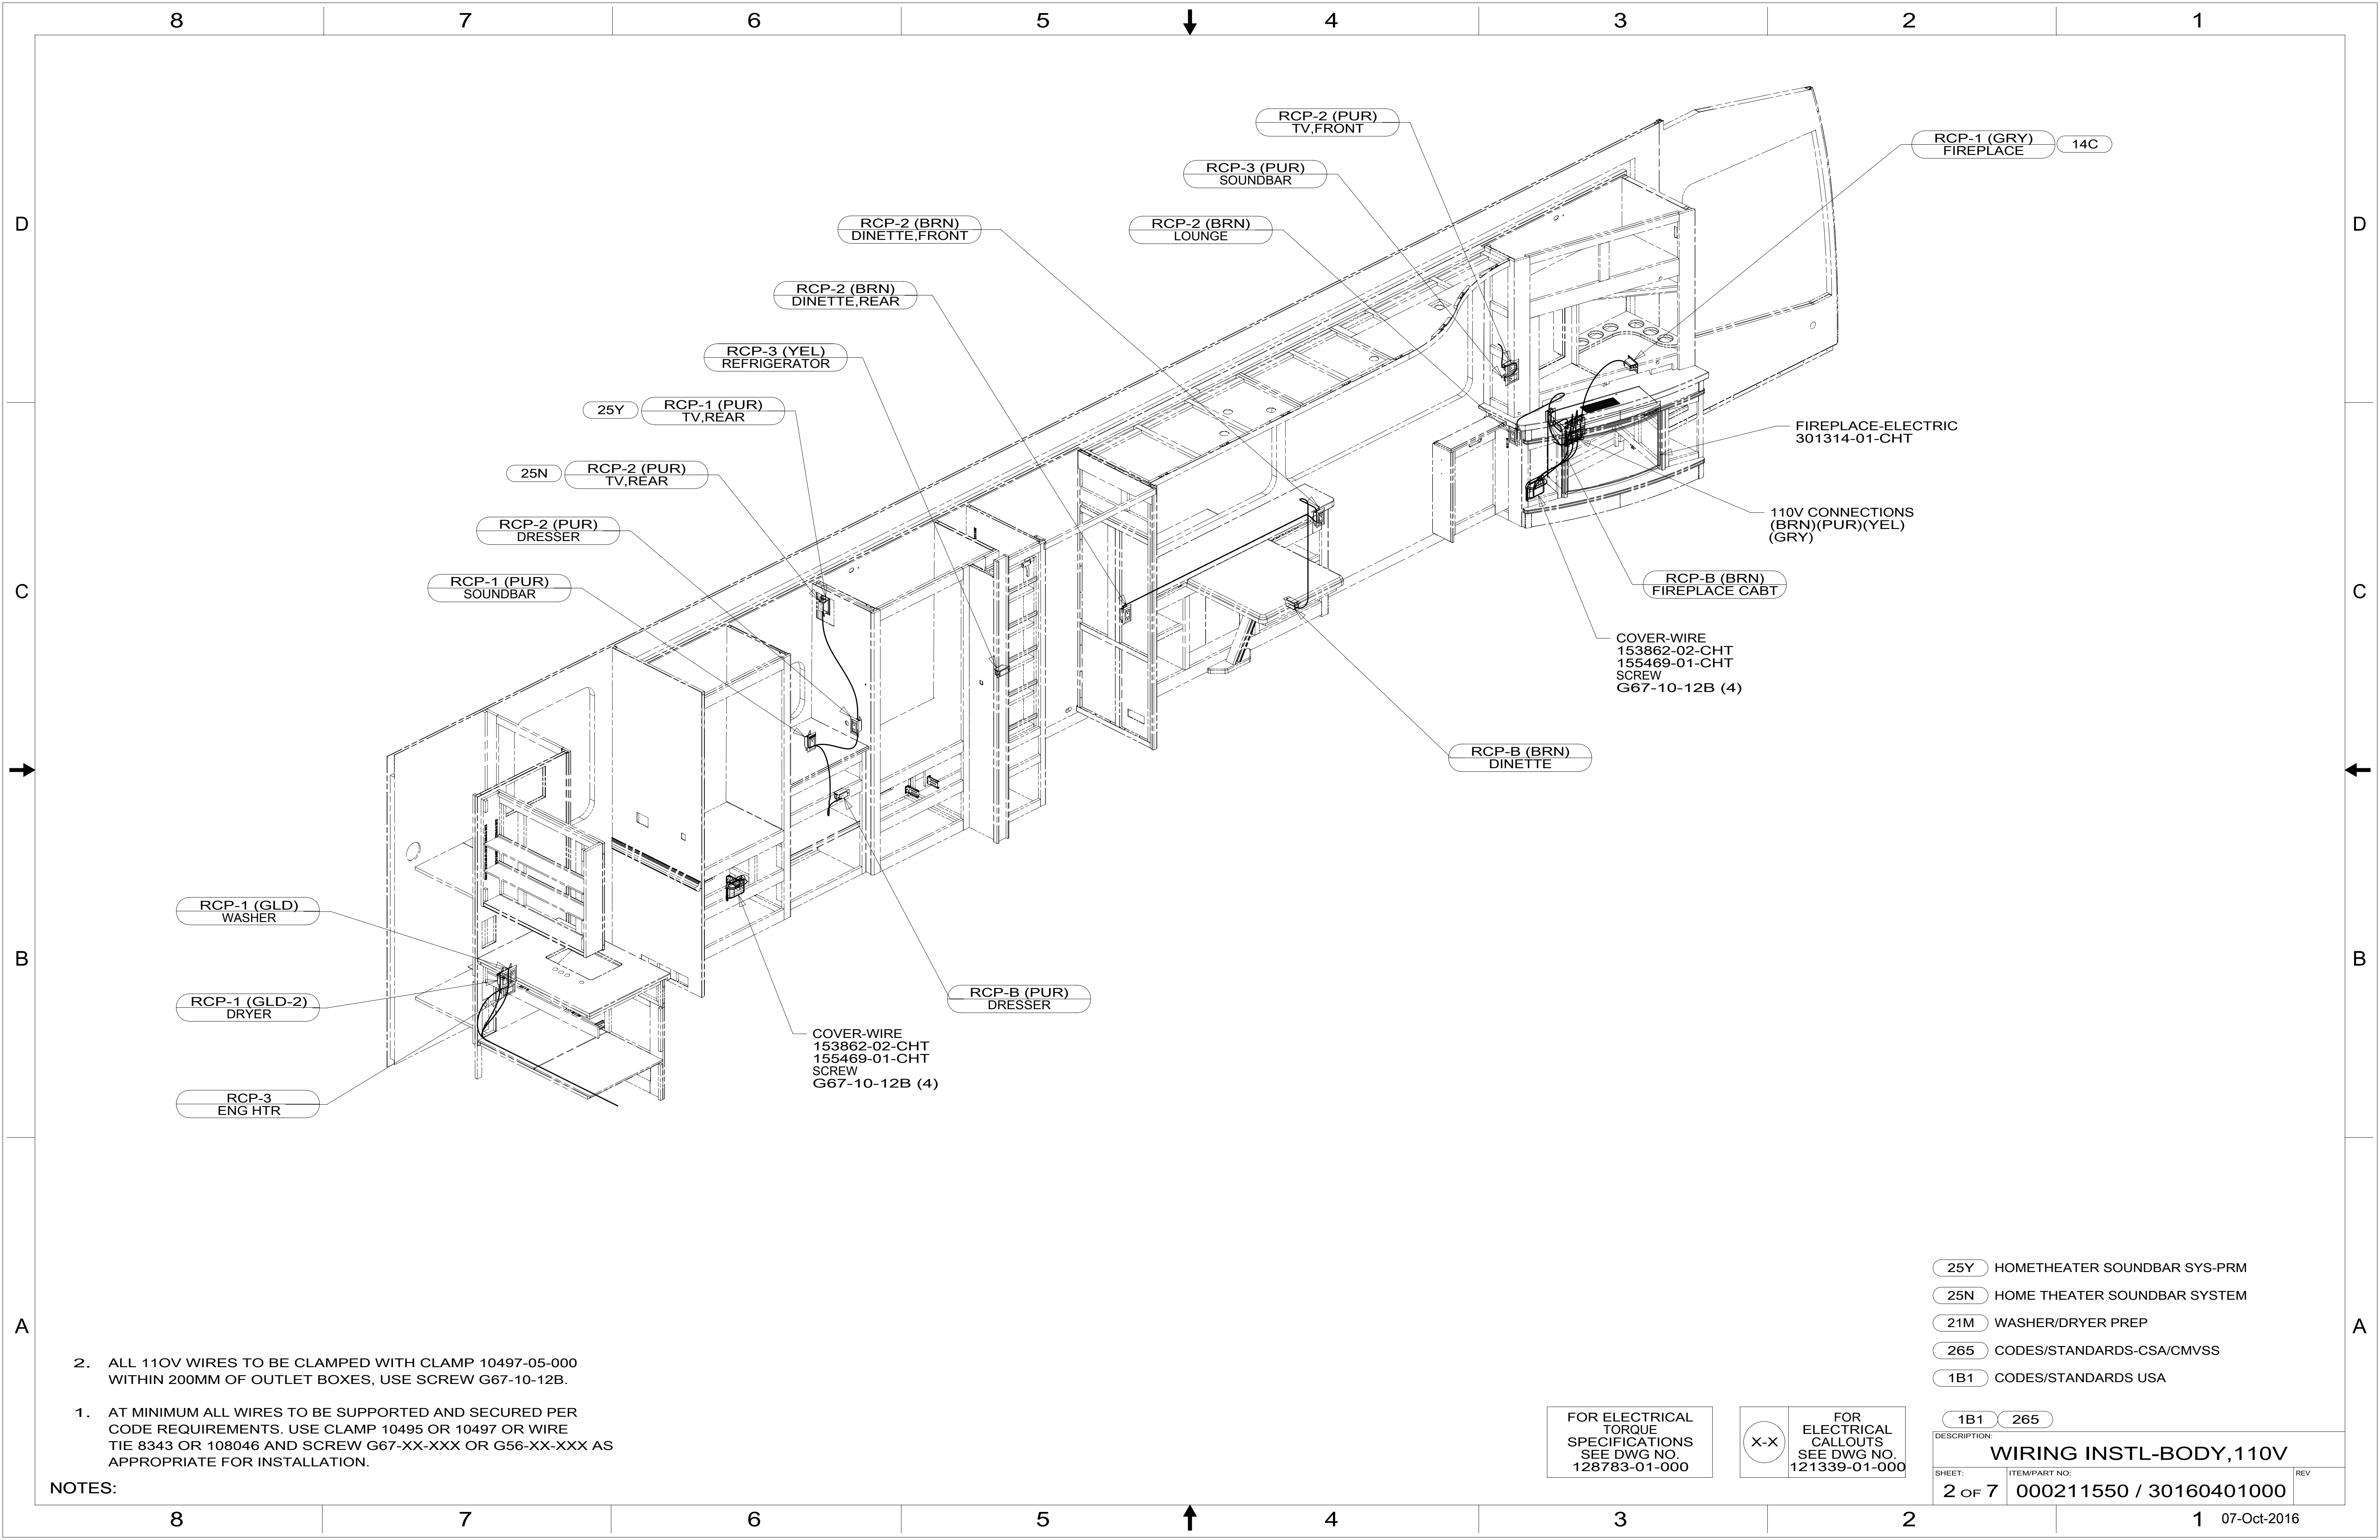 8 7 6 5 4 3 2 1
D
D
C
C
B
B
A
A
RCP-2 (PUR)
TV,FRONT
RCP-1 (GRY)
FIREPLACE
14C
RCP-3 (PUR)
SOUNDBAR
RCP-2 (BRN)
DINETTE,FRONT
RCP-2 (BRN)
LOUNGE
RCP-2 (BRN)
DINETTE,REAR
RCP-3 (YEL)
REFRIGERATOR
25Y
RCP-1 (PUR)
TV,REAR
25N
RCP-2 (PUR)
TV,REAR
RCP-2 (PUR)
DRESSER
RCP-1 (PUR)
SOUNDBAR
FIREPLACE-ELECTRIC
301314-01-CHT
110V CONNECTIONS
(BRN)(PUR)(YEL)
(GRY)
RCP-B (BRN)
FIREPLACE CABT
COVER-WIRE
153862-02-CHT
155469-01-CHT
SCREW
G67-10-12B (4)
RCP-B (BRN)
DINETTE
RCP-1 (GLD)
WASHER
RCP-1 (GLD-2)
DRYER
RCP-3
ENG HTR
RCP-B (PUR)
DRESSER
COVER-WIRE
153862-02-CHT
155469-01-CHT
SCREW
G67-10-12B (4)
25Y HOMETHEATER SOUNDBAR SYS-PRM
25N HOME THEATER SOUNDBAR SYSTEM
21M WASHER/DRYER PREP
265 CODES/STANDARDS-CSA/CMVSS
1B1 CODES/STANDARDS USA
1B1 265
2. ALL 11OV WIRES TO BE CLAMPED WITH CLAMP 10497-05-000
WITHIN 200MM OF OUTLET BOXES, USE SCREW G67-10-12B.
1. AT MINIMUM ALL WIRES TO BE SUPPORTED AND SECURED PER
CODE REQUIREMENTS. USE CLAMP 10495 OR 10497 OR WIRE
TIE 8343 OR 108046 AND SCREW G67-XX-XXX OR G56-XX-XXX AS
APPROPRIATE FOR INSTALLATION.
NOTES:
FOR ELECTRICAL
TORQUE
SPECIFICATIONS
SEE DWG NO.
128783-01-000
X-X
FOR
ELECTRICAL
CALLOUTS
SEE DWG NO.
121339-01-000
DESCRIPTION:
WIRING INSTL-BODY,110V
SHEET:
2 OF 7
ITEM/PART NO:
000211550 / 30160401000
REV
8 7 6 5 4 3 2 1
07-Oct-2016